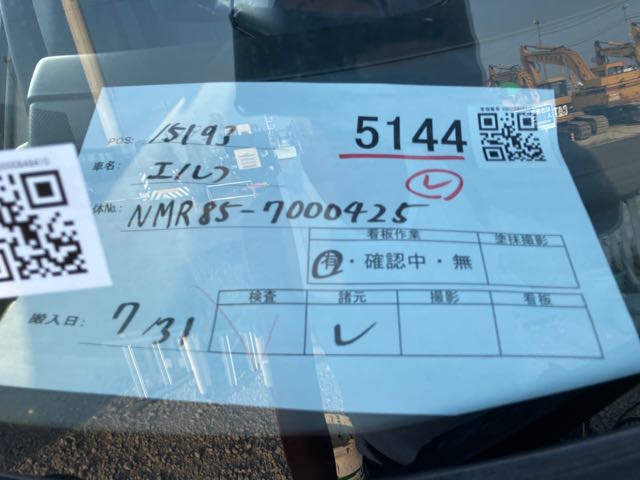 POS: 15193
5144
車名: エルフ
体No: NMR85-7000425
看板作業
塗抹撮影
有・確認中・無
搬入日: 7/31
検査
諸元
撮影
看板
レ